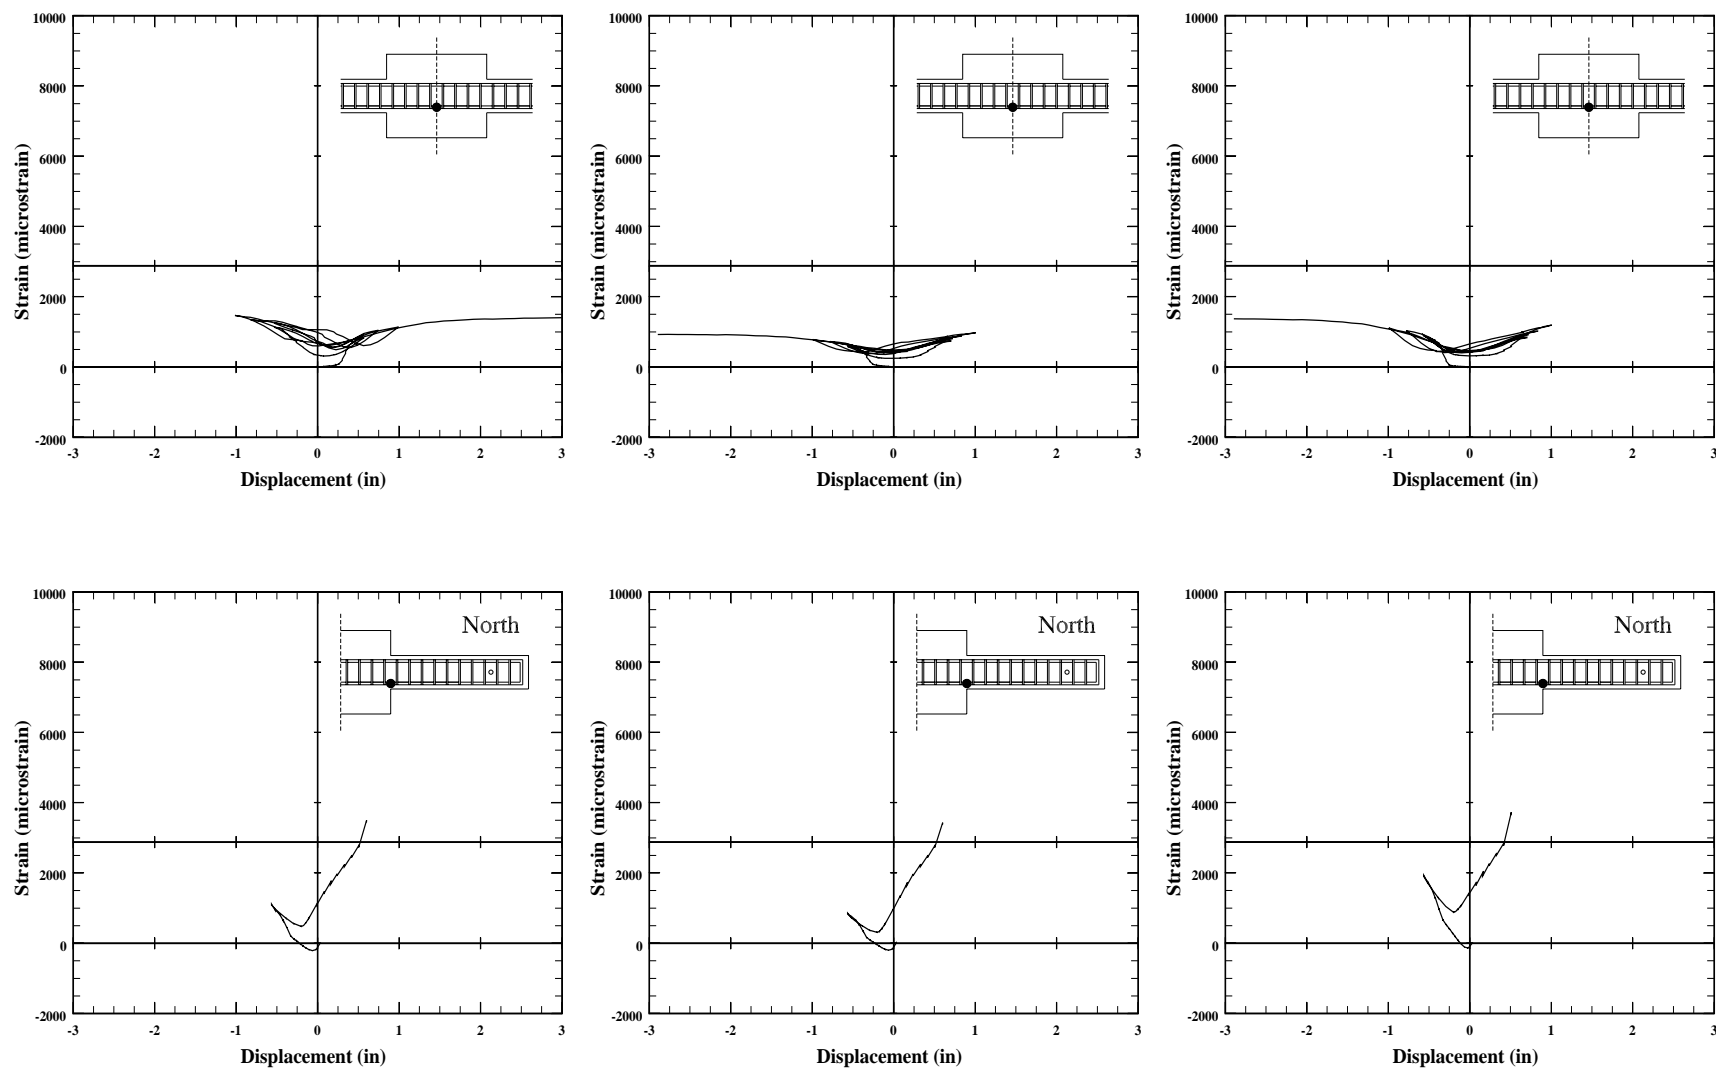 10000 10000 10000
8000 8000 8000
6000 6000 6000
4000 4000 4000
2000 2000 2000
0 0 0
-2000 -2000 -2000
Strain (microstrain) Strain (microstrain) Strain (microstrain)
-3 -2 -1 0 1 2 3 -3 -2 -1 0 1 2 3 -3 -2 -1 0 1 2 3
Displacement (in) Displacement (in) Displacement (in)
10000 10000 10000
North North North
8000 8000 8000
6000 6000 6000
4000 4000 4000
2000 2000 2000
0 0 0
-2000 -2000 -2000
Strain (microstrain) Strain (microstrain) Strain (microstrain)
-3 -2 -1 0 1 2 3 -3 -2 -1 0 1 2 3 -3 -2 -1 0 1 2 3
Displacement (in) Displacement (in) Displacement (in)